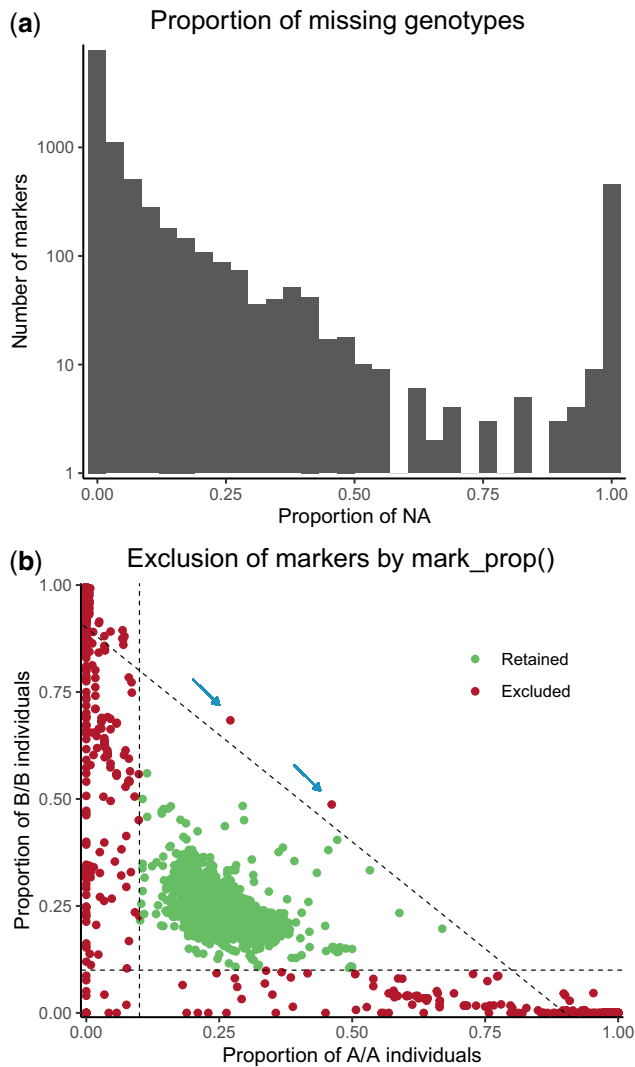 (a) Proportion of missing genotypes
Number of markers
1000
100
10
1
0.00 0.25 0.50 0.75 1.00
Proportion of NA
(b) Exclusion of markers by mark_prop()
Proportion of B/B individuals
1.00
0.75
0.50
0.25
0.00
Retained
Excluded
0.00 0.25 0.50 0.75 1.00
Proportion of A/A individuals